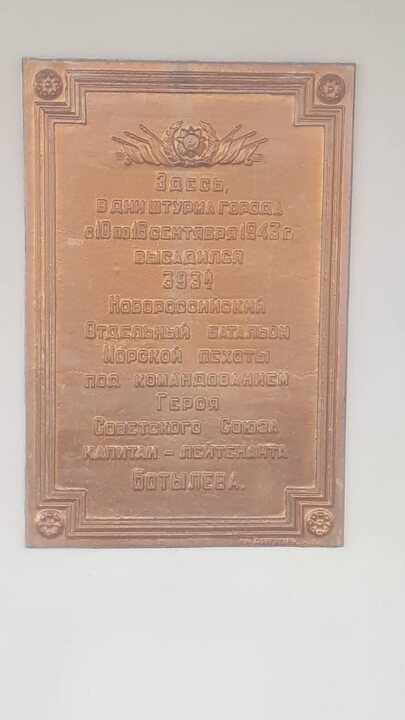 Здесь,
в дни штурма города
с 10 по 16 сентября 1943 г.
высадился
393й
Новороссийский
Отдельный батальон
Морской пехоты
под командованием
Героя
Советского Союза
капитан – лейтенанта
Ботылева.